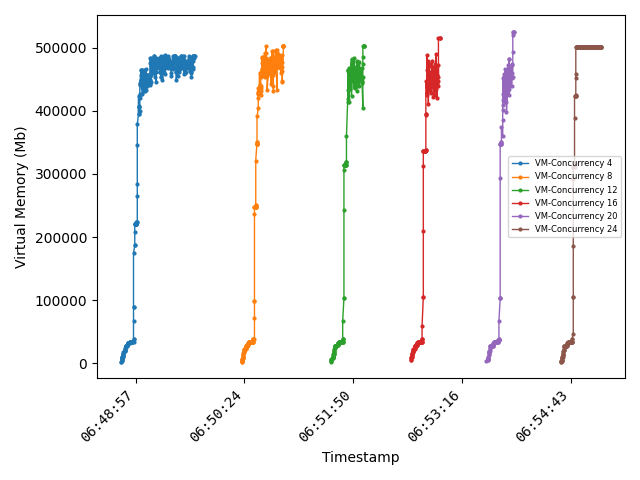 Virtual Memory (Mb)
500000
400000
300000
200000
100000
0
VM-Concurrency 4
VM-Concurrency 8
VM-Concurrency 12
VM-Concurrency 16
VM-Concurrency 20
VM-Concurrency 24
06:48:57
06:50:24
06:51:50
06:53:16
06:54:43
Timestamp